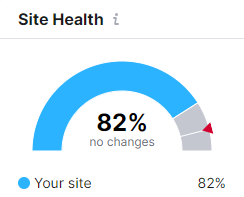 Site Health i
82%
no changes
Your site 82%